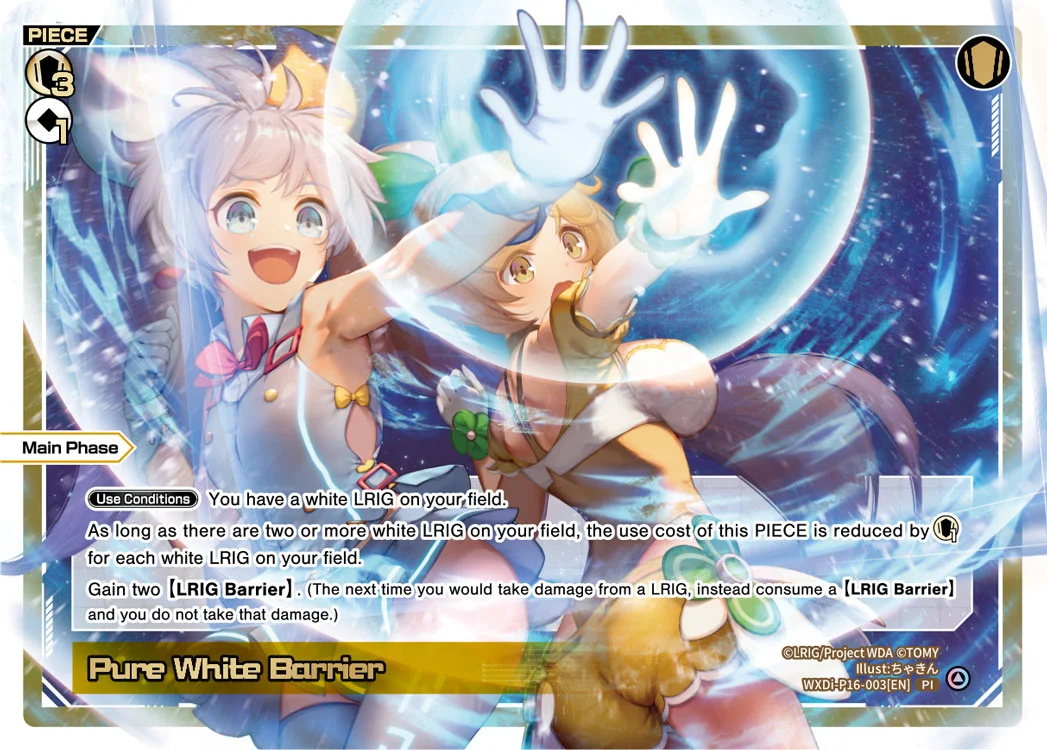 PIECE
3
1
Main Phase
Use Conditions You have a white LRIG on your field.
As long as there are two or more white LRIG on your field, the use cost of this PIECE is reduced by 1
for each white LRIG on your field.
Gain two 【LRIG Barrier】. (The next time you would take damage from a LRIG, instead consume a 【LRIG Barrier】
and you do not take that damage.)
Pure White Barrier
©LRIG/Project WDA ©TOMY
Illust:ちゃきん
WXDi-P16-003[EN] PI